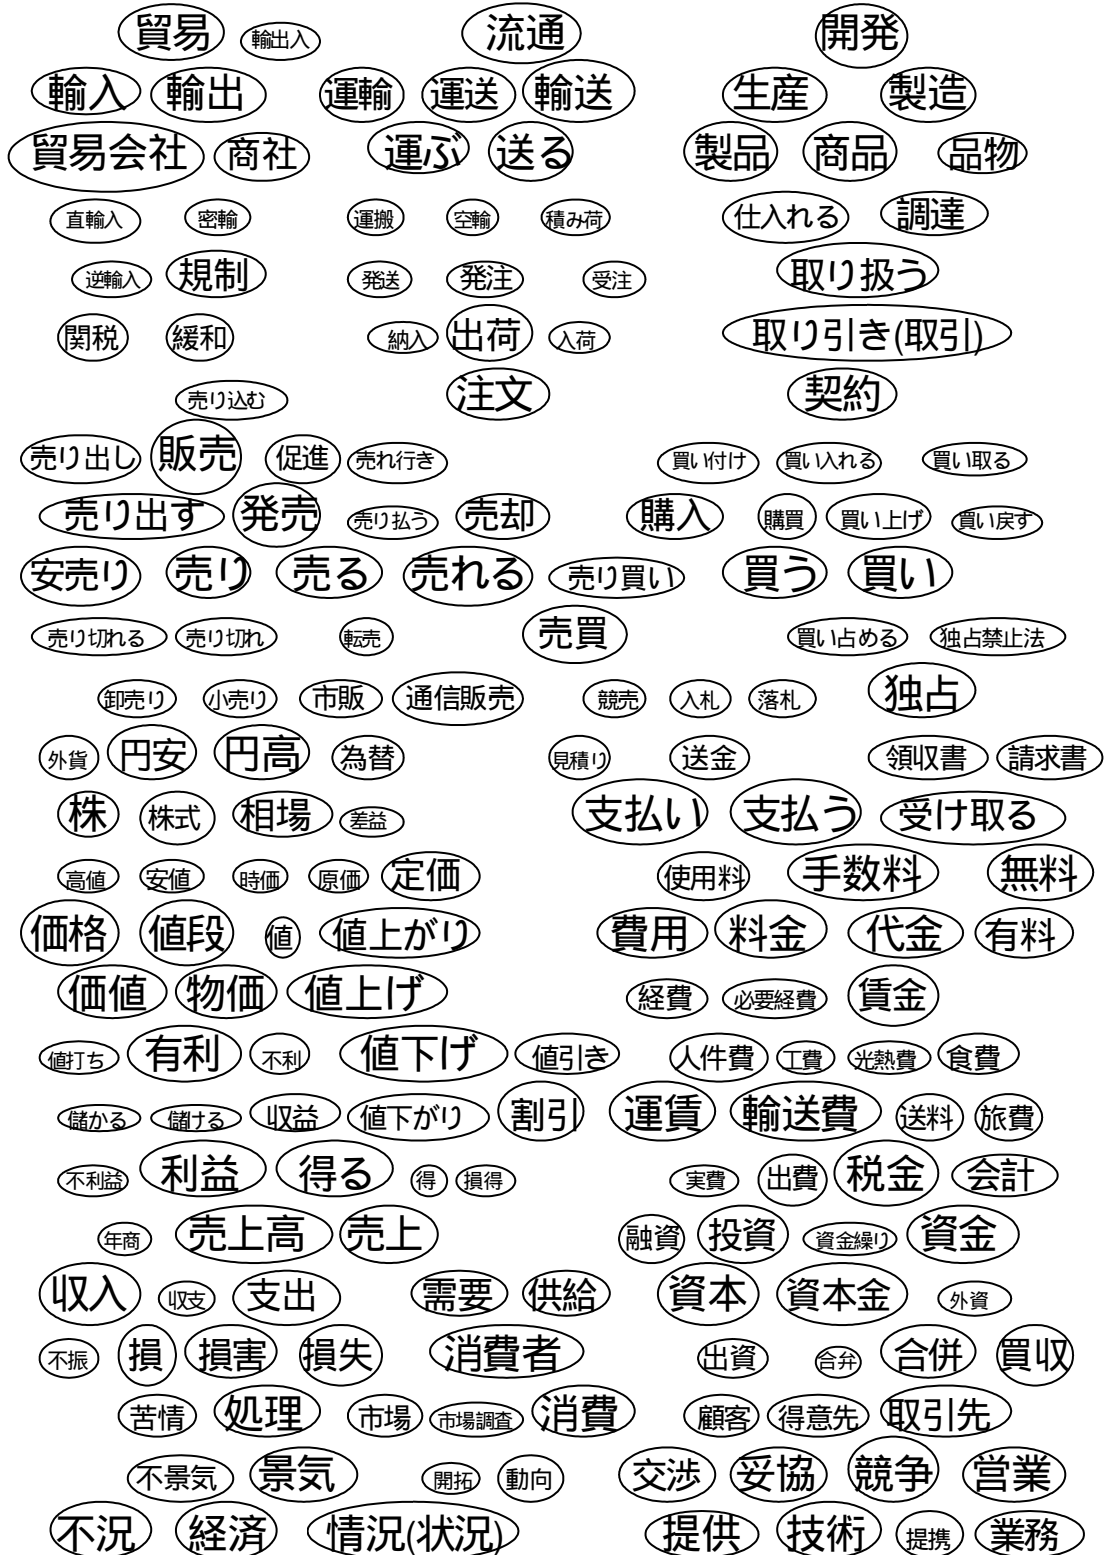 貿易 輸出入 流通 開発
輸入 輸出 運輸 運送 輸送 生産 製造
貿易会社 商社 運ぶ 送る 製品 商品 品物
直輸入 密輸 運搬 空輸 積み荷 仕入れる 調達
逆輸入 規制 発送 発注 受注 取り扱う
関税 緩和 納入 出荷 入荷 取り引き(取引)
売り込む 注文 契約
売り出し 販売 促進 売れ行き 買い付け 買い入れる 買い取る
売り出す 発売 売り払う 売却 購入 購買 買い上げ 買い戻す
安売り 売り 売る 売れる 売り買い 買う 買い
売り切れる 売り切れ 転売 売買 買い占める 独占禁止法
卸売り 小売り 市販 通信販売 競売 入札 落札 独占
外貨 円安 円高 為替 見積り 送金 領収書 請求書
株 株式 相場 差益 支払い 支払う 受け取る
高値 安値 時価 原価 定価 使用料 手数料 無料
価格 値段 値 値上がり 費用 料金 代金 有料
価値 物価 値上げ 経費 必要経費 賃金
値打ち 有利 不利 値下げ 値引き 人件費 工費 光熱費 食費
儲かる 儲ける 収益 値下がり 割引 運賃 輸送費 送料 旅費
不利益 利益 得る 得 損得 実費 出費 税金 会計
年商 売上高 売上 融資 投資 資金繰り 資金
収入 収支 支出 需要 供給 資本 資本金 外資
不振 損 損害 損失 消費者 出資 合弁 合併 買収
苦情 処理 市場 市場調査 消費 顧客 得意先 取引先
不景気 景気 開拓 動向 交渉 妥協 競争 営業
不況 経済 情況(状況) 提供 技術 提携 業務